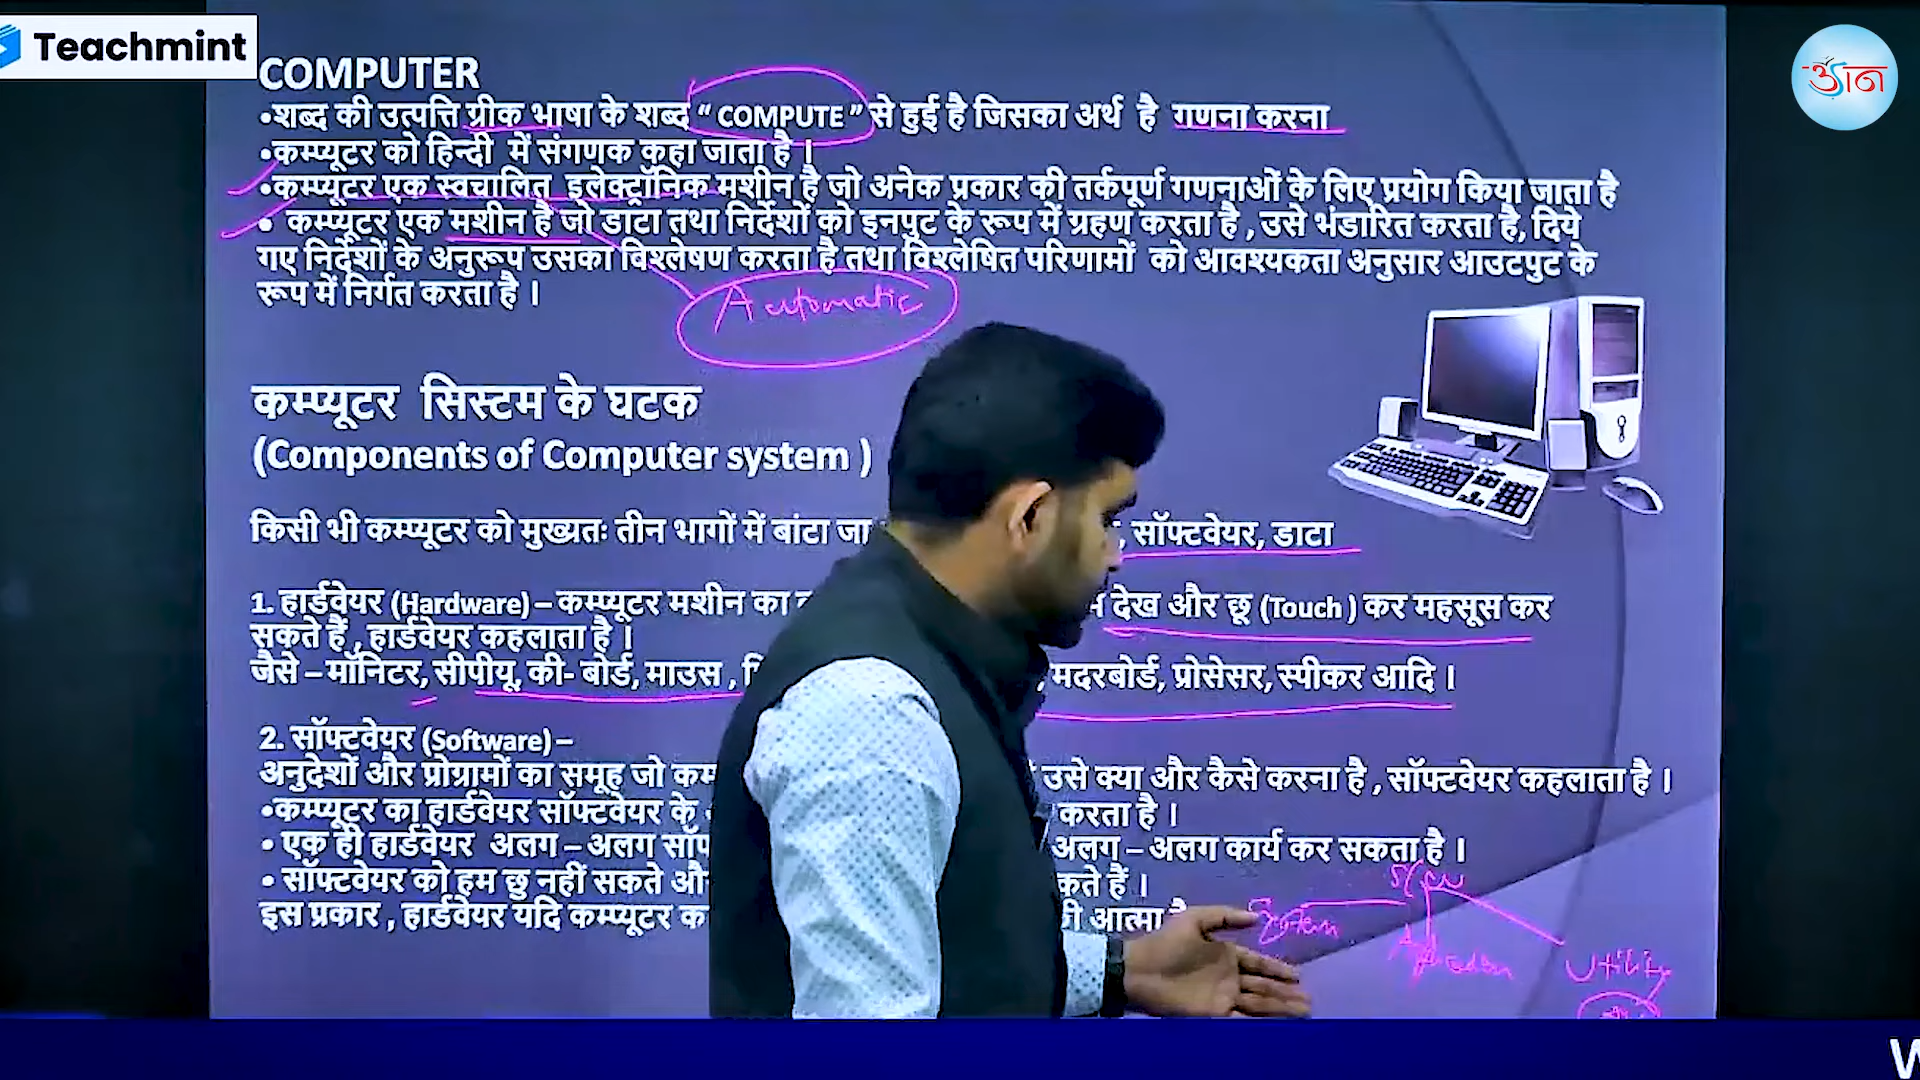 Teachmint
उड़ान
COMPUTER
•शब्द की उत्पत्ति ग्रीक भाषा के शब्द “ COMPUTE ” से हुई है जिसका अर्थ है गणना करना
•कम्प्यूटर को हिन्दी में संगणक कहा जाता है ।
•कम्प्यूटर एक स्वचालित इलेक्ट्रॉनिक मशीन है जो अनेक प्रकार की तर्कपूर्ण गणनाओं के लिए प्रयोग किया जाता है
• कम्प्यूटर एक मशीन है जो डाटा तथा निर्देशों को इनपुट के रूप में ग्रहण करता है , उसे भंडारित करता है, दिये
गए निर्देशों के अनुरूप उसका विश्लेषण करता है तथा विश्लेषित परिणामों को आवश्यकता अनुसार आउटपुट के
रूप में निर्गत करता है ।
Automatic
कम्प्यूटर सिस्टम के घटक
(Components of Computer system )
किसी भी कम्प्यूटर को मुख्यतः तीन भागों में बांटा , सॉफ्टवेयर, डाटा
1. हार्डवेयर (Hardware) – कम्प्यूटर मशीन का देख और छू (Touch ) कर महसूस कर
सकते हैं , हार्डवेयर कहलाता है ।
जैसे – मॉनिटर, सीपीयू, की- बोर्ड, माउस , , मदरबोर्ड, प्रोसेसर, स्पीकर आदि ।
2. सॉफ्टवेयर (Software) –
अनुदेशों और प्रोग्रामों का समूह जो उसे क्या और कैसे करना है , सॉफ्टवेयर कहलाता है ।
•कम्प्यूटर का हार्डवेयर सॉफ्टवेयर के करता है ।
• एक ही हार्डवेयर अलग – अलग अलग – अलग कार्य कर सकता है ।
• सॉफ्टवेयर को हम छु नहीं सकते हैं ।
इस प्रकार , हार्डवेयर यदि कम्प्यूटर आत्मा
System
Application
Utility